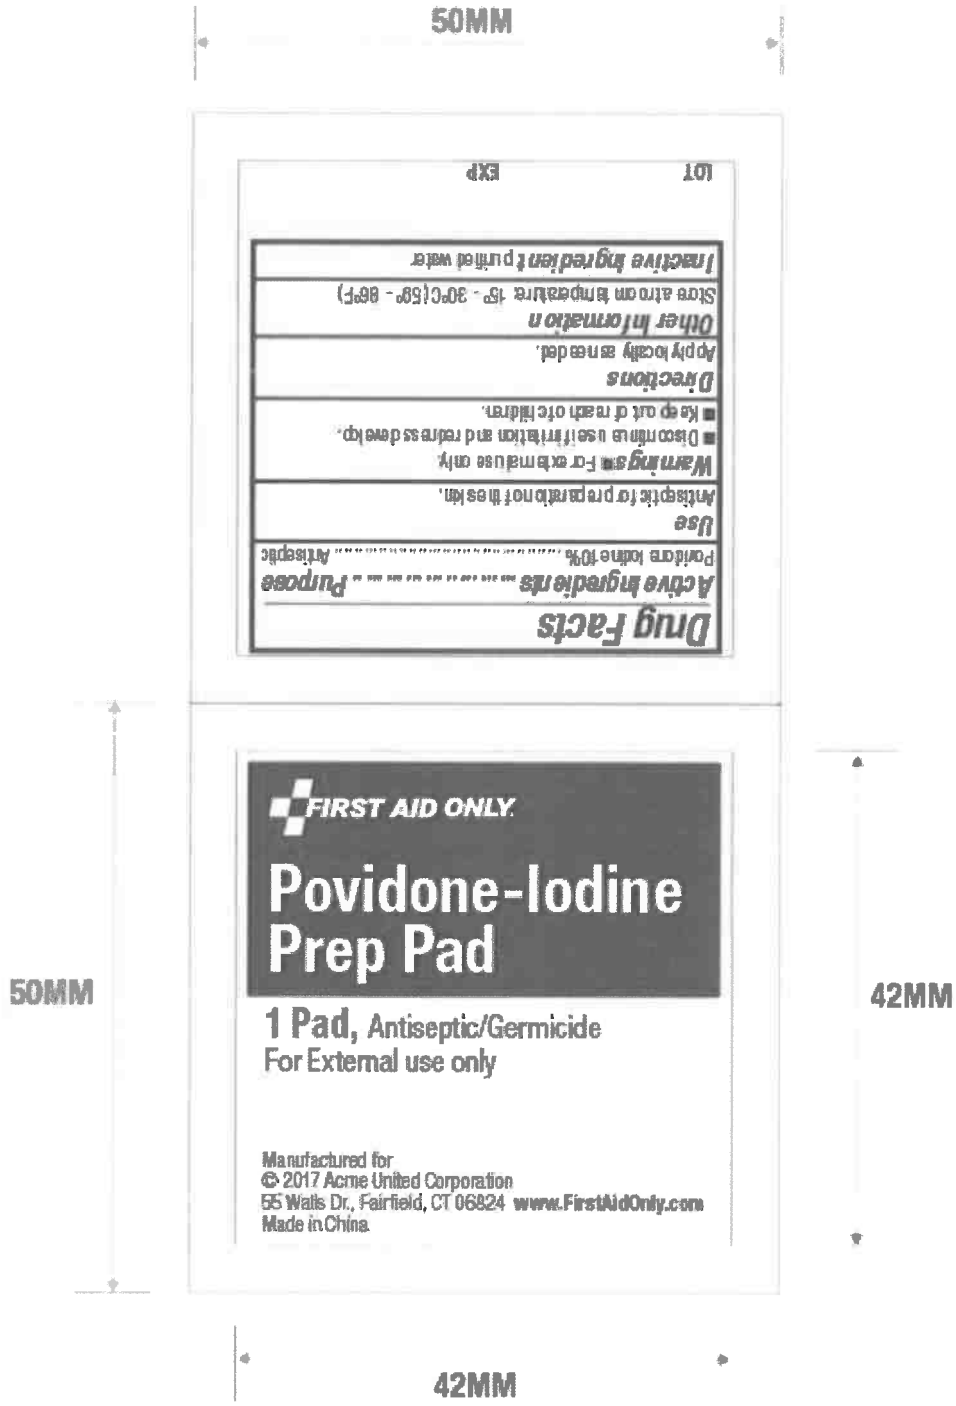 50MM
Drug Facts
Active ingredients ........................ Purpose
Povidone Iodine 10% ........................ Antiseptic
Use
Antiseptic for preparation of the skin.
Warnings ■ For external use only.
■ Discontinue use if irritation and redness develop.
■ Keep out of reach of children.
Directions
Apply locally as needed.
Other Information
Store at room temperature: 15° - 30°C (59° - 86°F)
Inactive ingredient purified water
LOT EXP
FIRST AID ONLY.
Povidone-Iodine
Prep Pad
50MM
42MM
1 Pad, Antiseptic/Germicide
For External use only
Manufactured for
© 2017 Acme United Corporation
55 Walls Dr., Fairfield, CT 06824 www.FirstAidOnly.com
Made in China
42MM